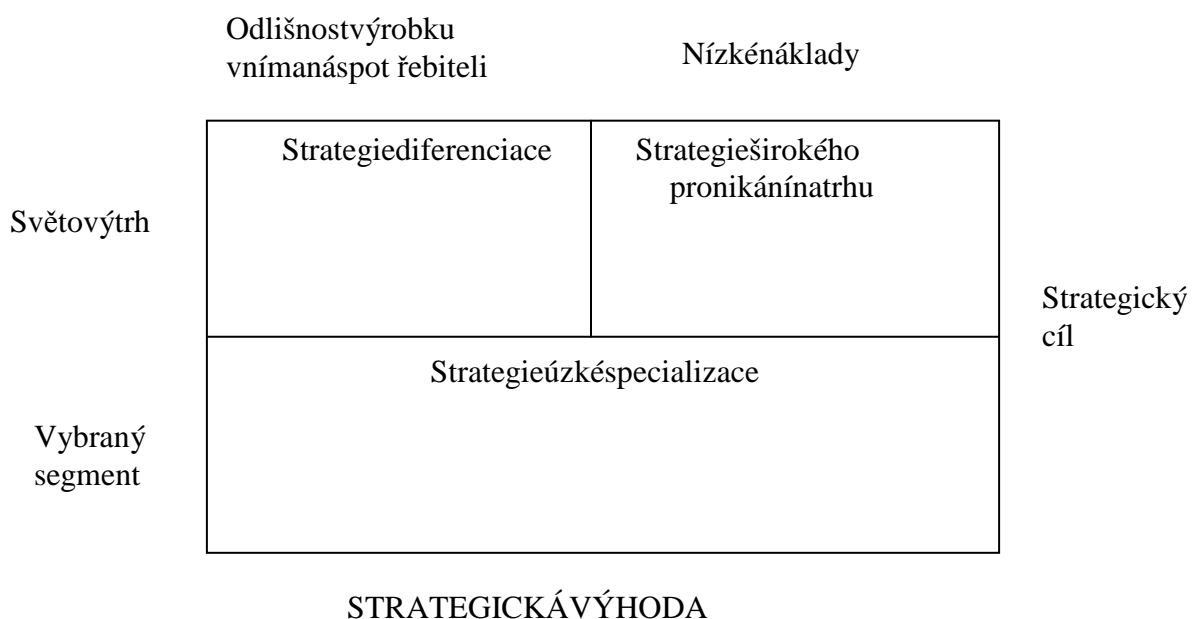 Odlišnostvýrobku
vnímanáspot řebiteli
Nízkénáklady
Strategiediferenciace
Strategieširokého
pronikánínatrhu
Světovýtrh
Strategický
cíl
Strategieúzkéspecializace
Vybraný
segment
STRATEGICKÁVÝHODA